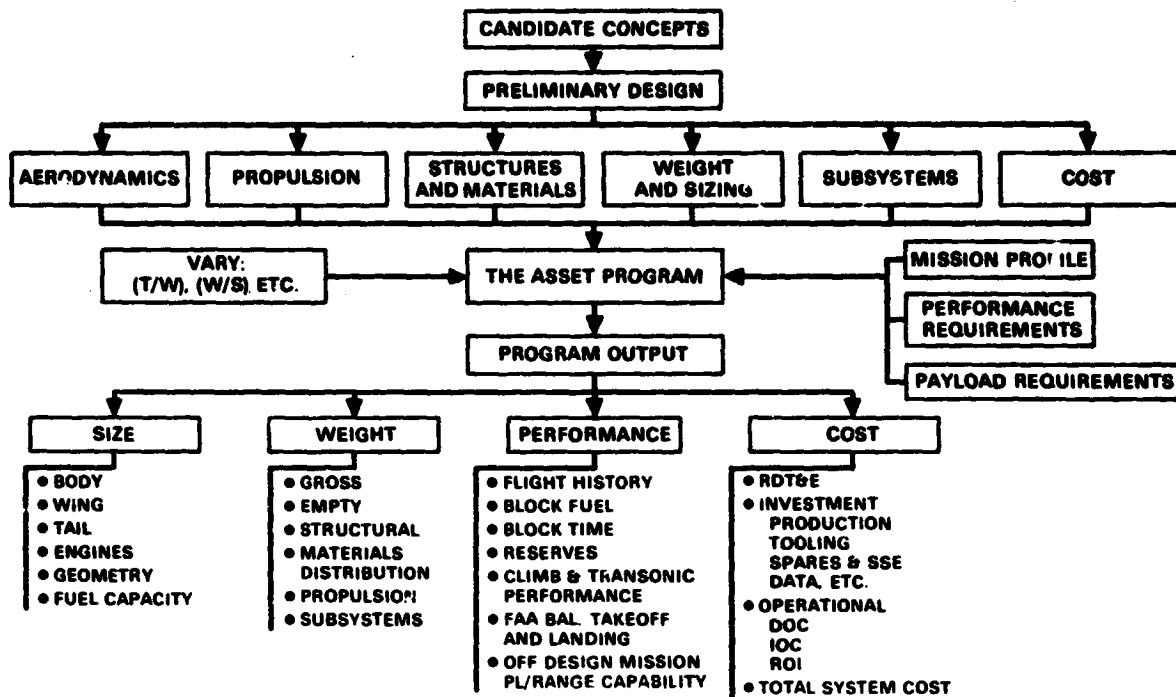 CANDIDATE CONCEPTS
PRELIMINARY DESIGN
AERODYNAMICS
PROPULSION
STRUCTURES
AND MATERIALS
WEIGHT
AND SIZING
SUBSYSTEMS
COST
VARY:
(T/W), (W/S) ETC.
THE ASSET PROGRAM
MISSION PROFILE
PERFORMANCE
REQUIREMENTS
PAYLOAD REQUIREMENTS
PROGRAM OUTPUT
SIZE
● BODY
● WING
● TAIL
● ENGINES
● GEOMETRY
● FUEL CAPACITY
WEIGHT
● GROSS
● EMPTY
● STRUCTURAL
● MATERIALS
DISTRIBUTION
● PROPULSION
● SUBSYSTEMS
PERFORMANCE
● FLIGHT HISTORY
● BLOCK FUEL
● BLOCK TIME
● RESERVES
● CLIMB & TRANSONIC
PERFORMANCE
● FAA BAL. TAKEOFF
AND LANDING
● OFF DESIGN MISSION
PL/RANGE CAPABILITY
COST
● RDT&E
● INVESTMENT
PRODUCTION
TOOLING
SPARES & SSE
DATA, ETC.
● OPERATIONAL
DOC
IOC
ROI
● TOTAL SYSTEM COST